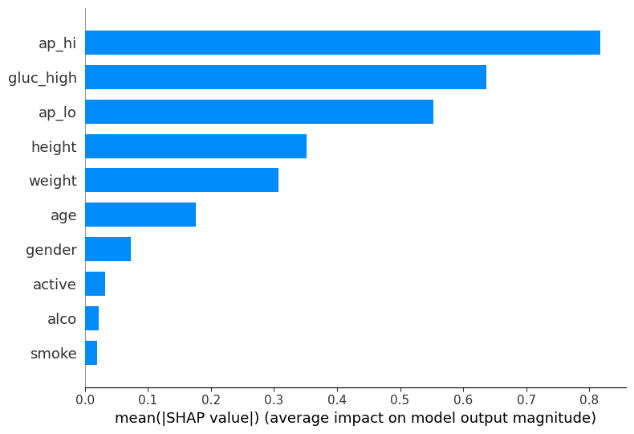 ap_hi
gluc_high
ap_lo
height
weight
age
gender
active
alco
smoke
0.0 0.1 0.2 0.3 0.4 0.5 0.6 0.7 0.8
mean(|SHAP value|) (average impact on model output magnitude)